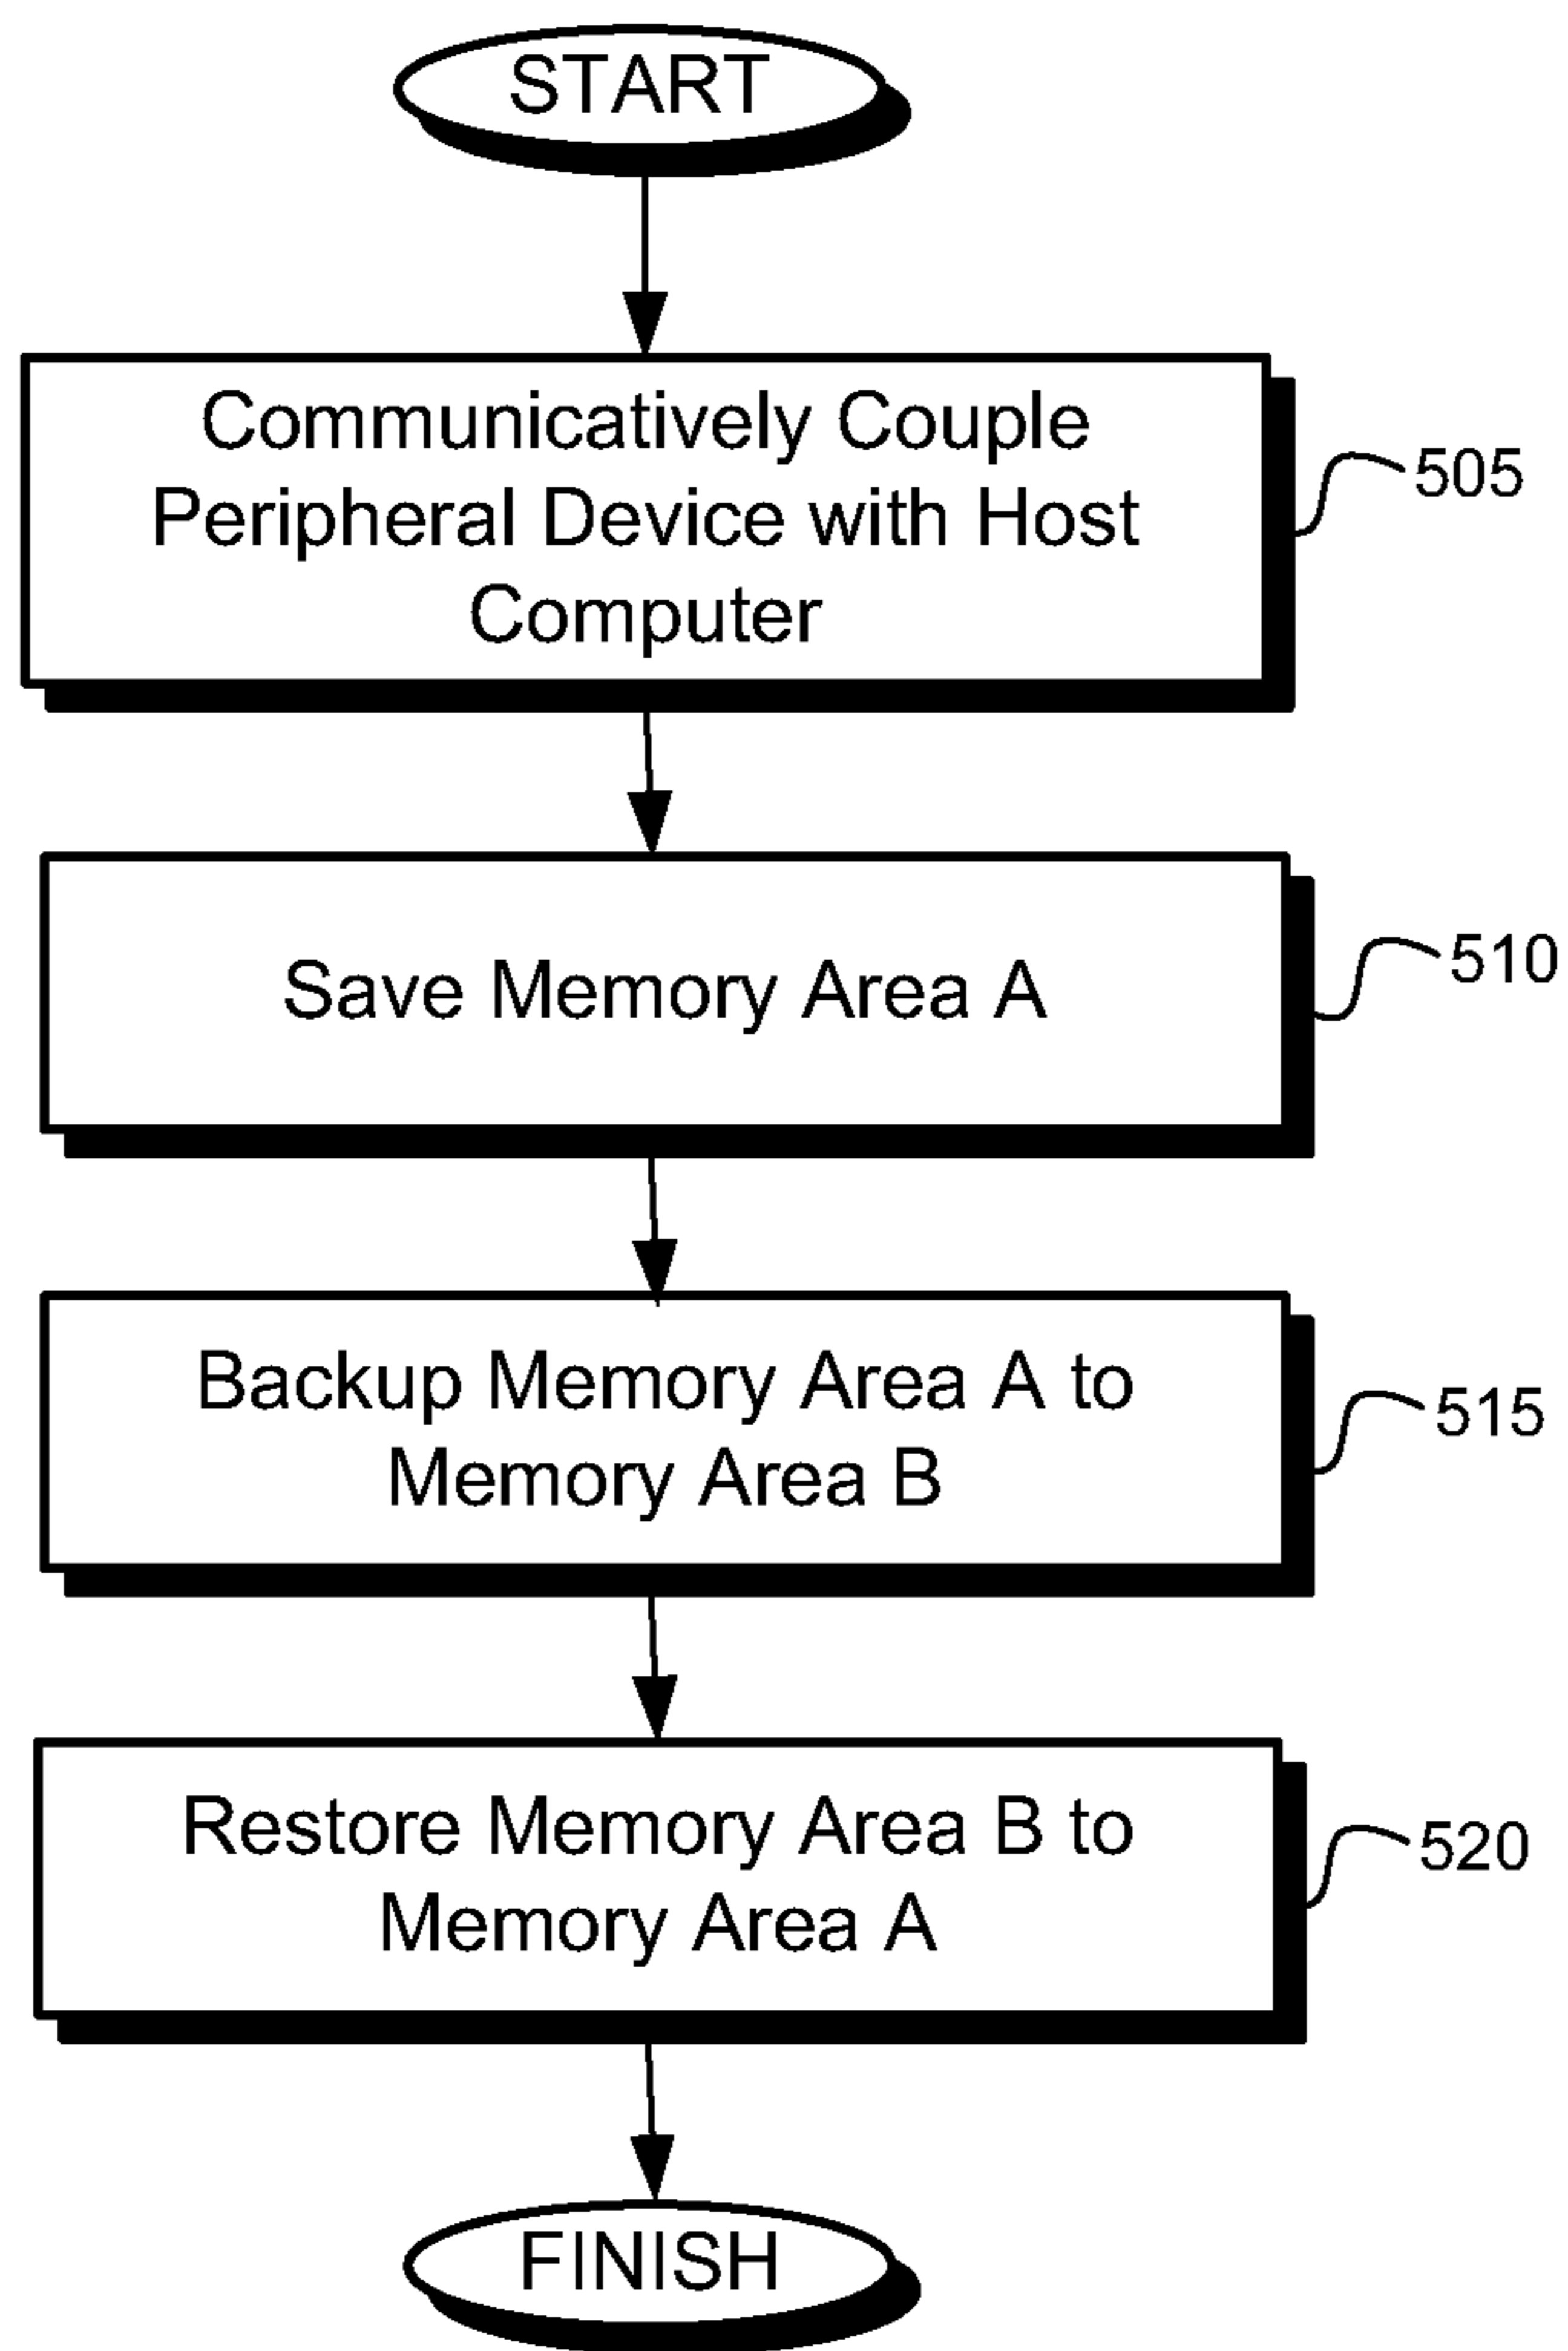 START
Communicatively Couple
Peripheral Device with Host
Computer
505
Save Memory Area A
510
Backup Memory Area A to
Memory Area B
515
Restore Memory Area B to
Memory Area A
520
FINISH